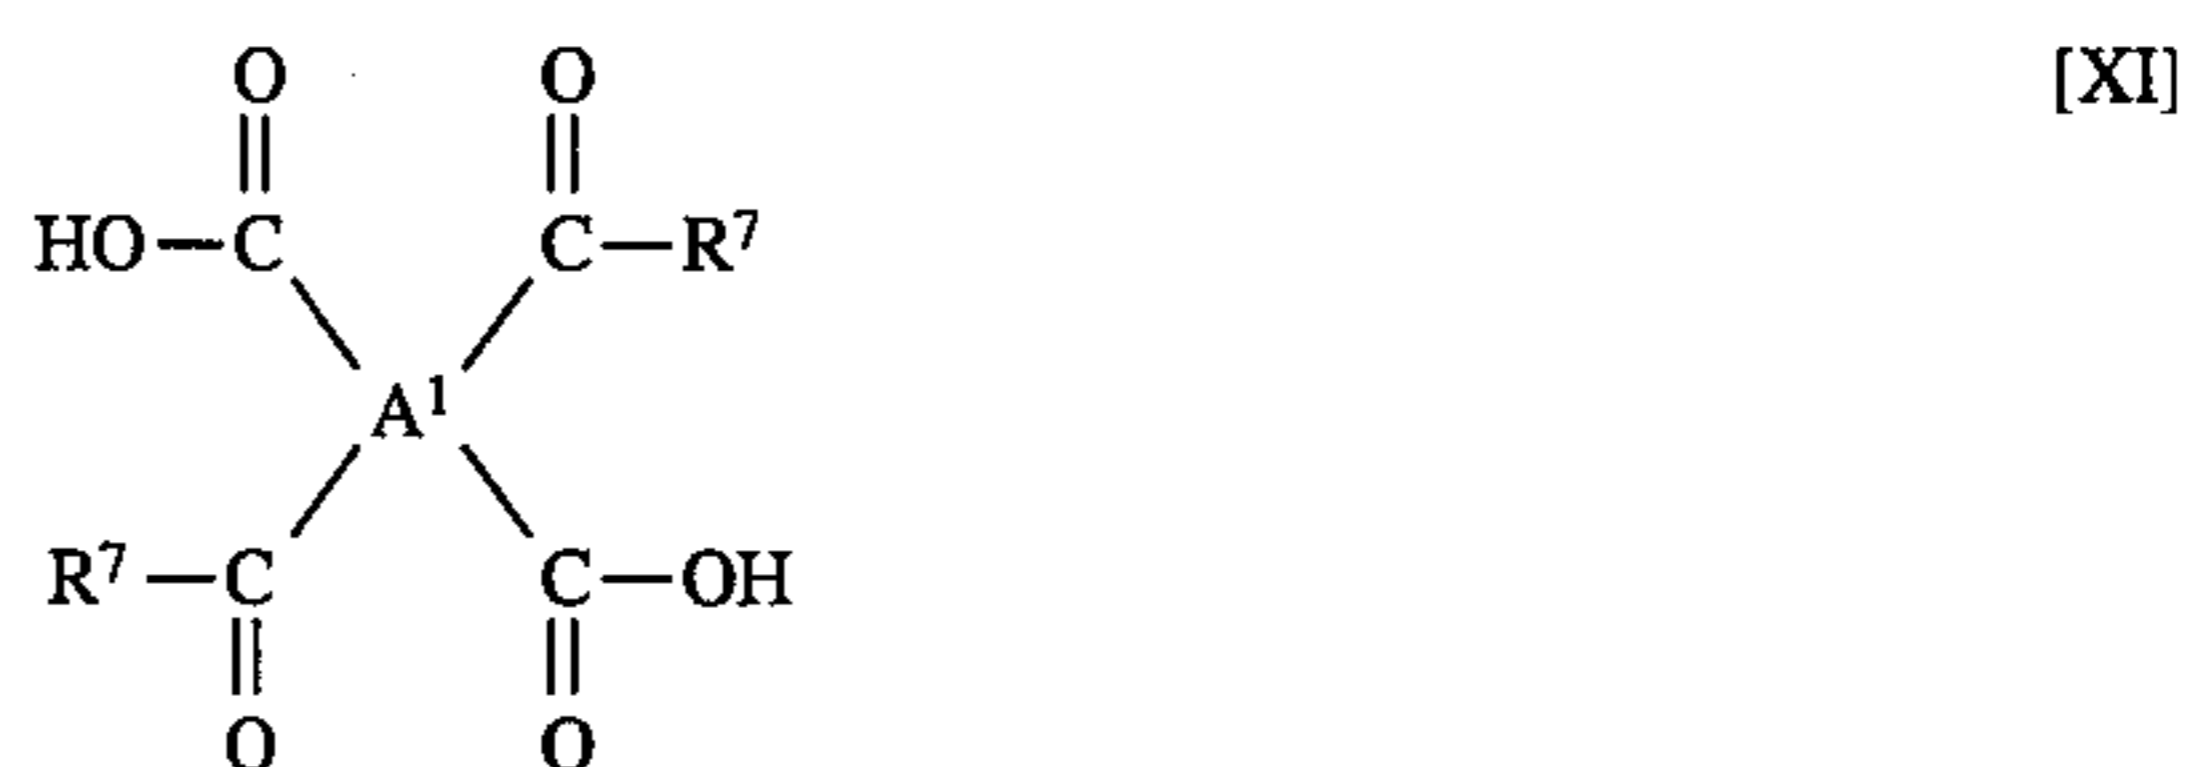 O O [XI]
HO—C C—R⁷
A¹
R⁷—C C—OH
O O